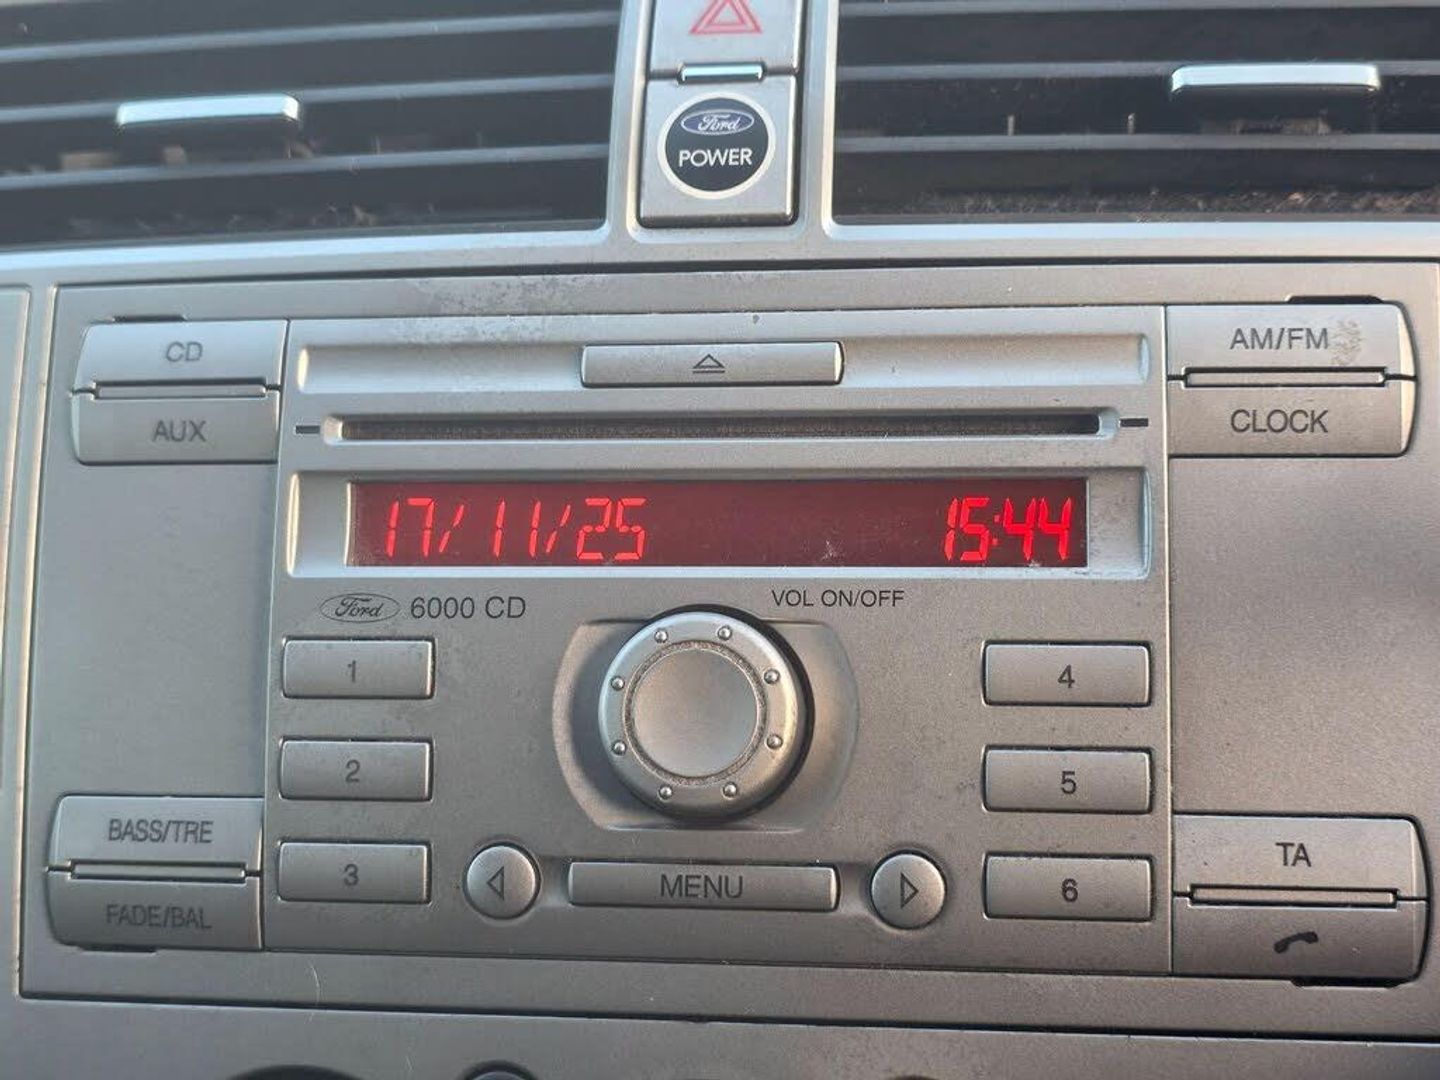 Ford
POWER
CD
AM/FM
AUX
CLOCK
17/11/25 15:44
Ford 6000 CD
VOL ON/OFF
1
4
2
5
BASS/TRE
TA
3
MENU
6
FADE/BAL